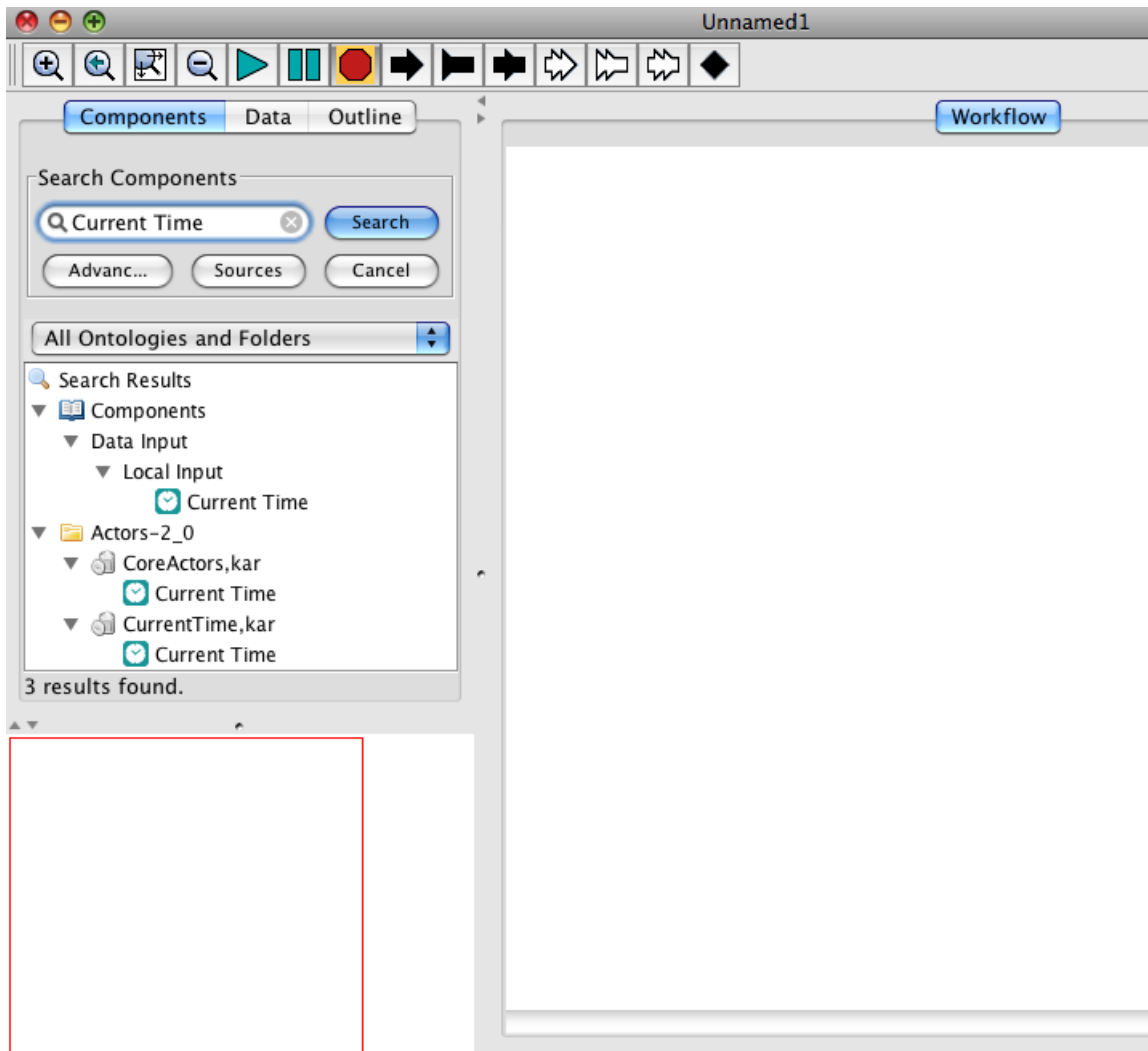 Unnamed1
Components Data Outline
Workflow
Search Components
Current Time Search
Advanc... Sources Cancel
All Ontologies and Folders
Search Results
Components
Data Input
Local Input
Current Time
Actors-2_0
CoreActors,kar
Current Time
CurrentTime,kar
Current Time
3 results found.